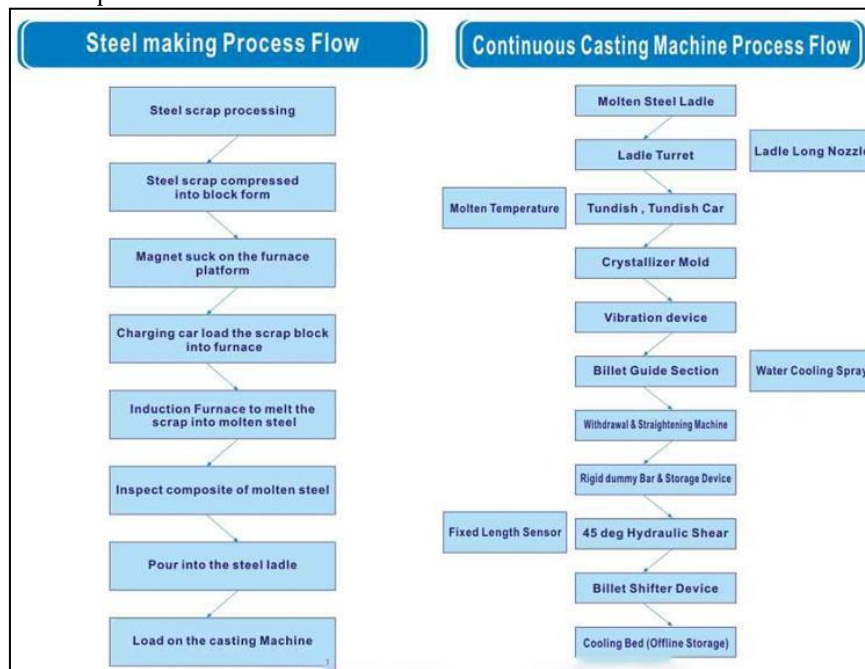 Steel making Process Flow
Steel scrap processing
Steel scrap compressed
into block form
Magnet suck on the furnace
platform
Charging car load the scrap block
into furnace
Induction Furnace to melt the
scrap into molten steel
Inspect composite of molten steel
Pour into the steel ladle
Load on the casting Machine
1
Continuous Casting Machine Process Flow
Molten Steel Ladle
Ladle Turret
Ladle Long Nozzle
Molten Temperature
Tundish , Tundish Car
Crystallizer Mold
Vibration device
Billet Guide Section
Water Cooling Spray
Withdrawal & Straightening Machine
Rigid dummy Bar & Storage Device
Fixed Length Sensor
45 deg Hydraulic Shear
Billet Shifter Device
Cooling Bed (Offline Storage)